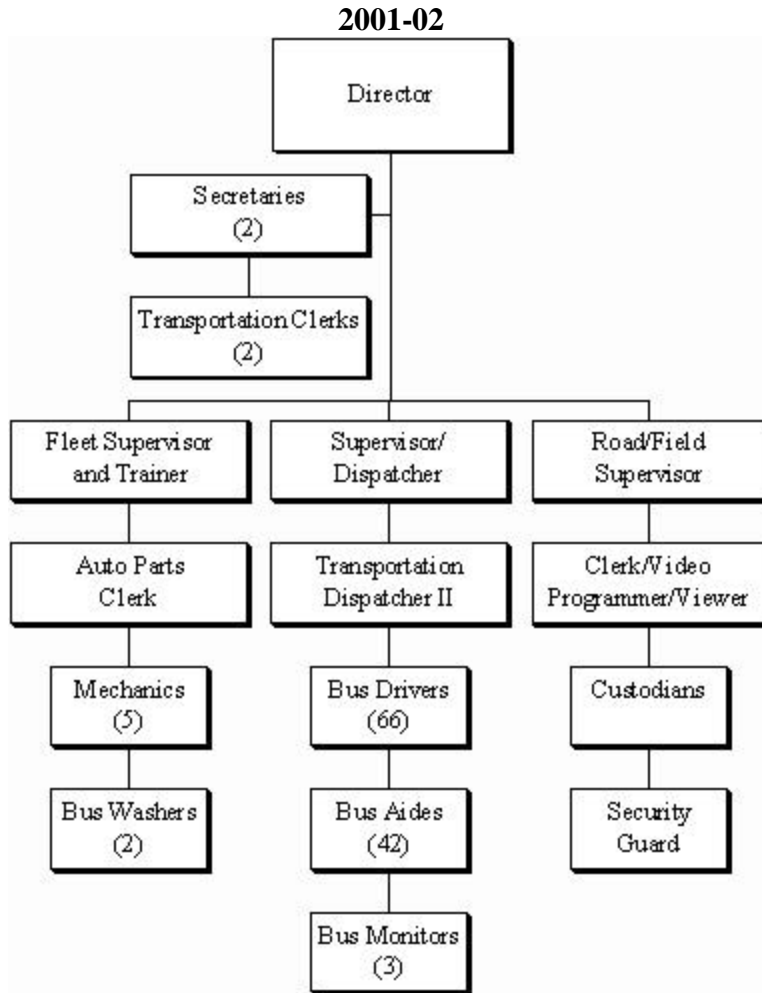 2001-02
Director
Secretaries
(2)
Transportation Clerks
(2)
Fleet Supervisor
and Trainer
Supervisor/
Dispatcher
Road/Field
Supervisor
Auto Parts
Clerk
Transportation
Dispatcher II
Clerk/Video
Programmer/Viewer
Mechanics
(5)
Bus Drivers
(66)
Custodians
Bus Washers
(2)
Bus Aides
(42)
Security
Guard
Bus Monitors
(3)